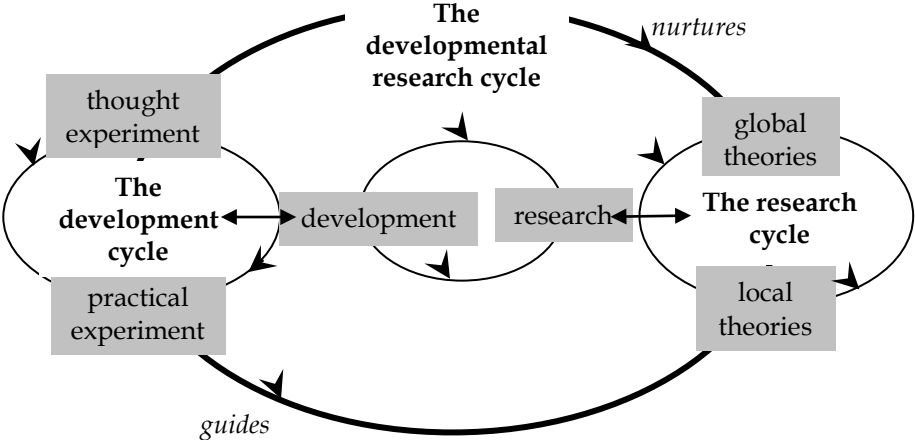 The
developmental
research cycle
nurtures
thought
experiment
global
theories
The
development
cycle
development
research
The research
cycle
practical
experiment
local
theories
guides